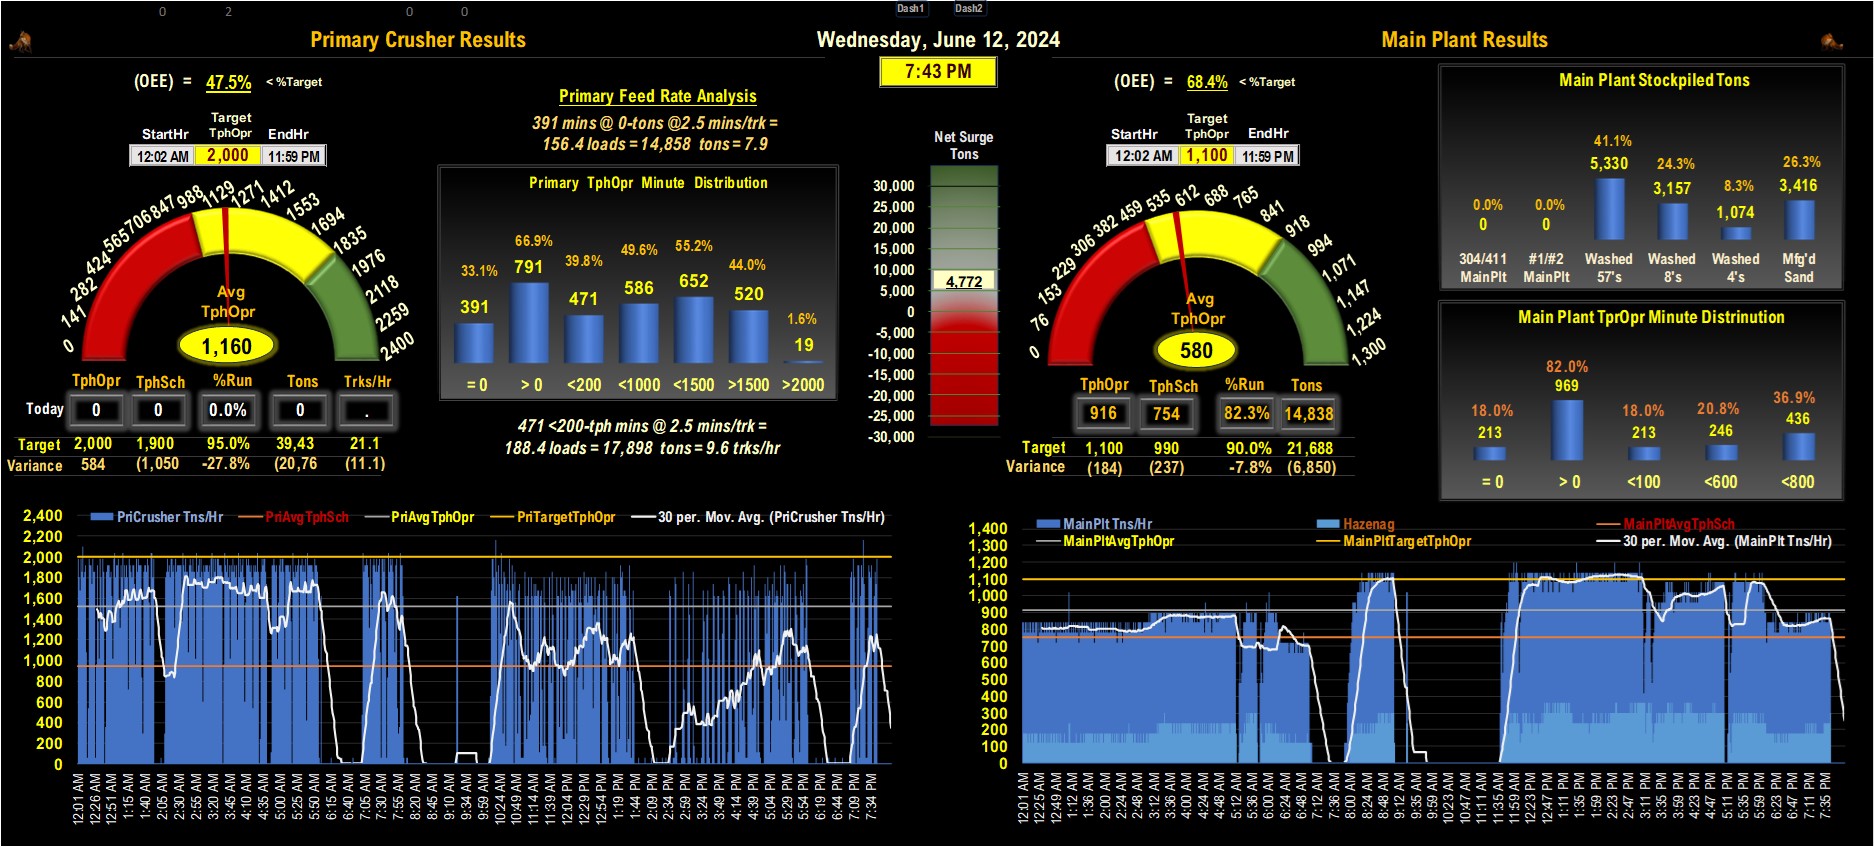 0 2 0 0 Dash1 Dash2
Primary Crusher Results
Wednesday, June 12, 2024
Main Plant Results
7:43 PM
(OEE) = 47.5% < %Target
Target
StartHr TphOpr EndHr
12:02 AM 2,000 11:59 PM
0 141 282 424 565 706 847 988 1129 1271 1412 1553 1694 1835 1976 2118 2259 2400
Avg
TphOpr
1,160
TphOpr TphSch %Run Tons Trks/Hr
Today 0 0 0.0% 0 .
Target 2,000 1,900 95.0% 39,43 21.1
Variance 584 (1,050 -27.8% (20,76 (11.1)
Primary Feed Rate Analysis
391 mins @ 0-tons @2.5 mins/trk =
156.4 loads = 14,858 tons = 7.9
Primary TphOpr Minute Distribution
33.1% 66.9% 39.8% 49.6% 55.2% 44.0% 1.6%
391 791 471 586 652 520 19
= 0 > 0 <200 <1000 <1500 >1500 >2000
471 <200-tph mins @ 2.5 mins/trk =
188.4 loads = 17,898 tons = 9.6 trks/hr
Net Surge
Tons
30,000
25,000
20,000
15,000
10,000
4,772
5,000
0
-5,000
-10,000
-15,000
-20,000
-25,000
-30,000
(OEE) = 68.4% < %Target
Target
StartHr TphOpr EndHr
12:02 AM 1,100 11:59 PM
0 76 153 229 306 382 459 535 612 688 765 841 918 994 1,071 1,147 1,224 1,300
Avg
TphOpr
580
TphOpr TphSch %Run Tons
916 754 82.3% 14,838
Target 1,100 990 90.0% 21,688
Variance (184) (237) -7.8% (6,850)
Main Plant Stockpiled Tons
0.0% 0.0% 41.1% 24.3% 8.3% 26.3%
0 0 5,330 3,157 1,074 3,416
304/411 #1/#2 Washed Washed Washed Mfg'd
MainPlt MainPlt 57's 8's 4's Sand
Main Plant TprOpr Minute Distrinution
18.0% 82.0% 18.0% 20.8% 36.9%
213 969 213 246 436
= 0 > 0 <100 <600 <800
PriCrusher Tns/Hr PriAvgTphSch PriAvgTphOpr PriTargetTphOpr 30 per. Mov. Avg. (PriCrusher Tns/Hr)
2,400
2,200
2,000
1,800
1,600
1,400
1,200
1,000
800
600
400
200
0
12:01 AM 12:26 AM 12:51 AM 1:15 AM 1:40 AM 2:05 AM 2:30 AM 2:55 AM 3:20 AM 3:45 AM 4:10 AM 4:35 AM 5:00 AM 5:25 AM 5:50 AM 6:15 AM 6:40 AM 7:05 AM 7:30 AM 7:55 AM 8:20 AM 8:45 AM 9:10 AM 9:34 AM 9:59 AM 10:24 AM 10:49 AM 11:14 AM 11:39 AM 12:04 PM 12:29 PM 12:54 PM 1:19 PM 1:44 PM 2:09 PM 2:34 PM 2:59 PM 3:24 PM 3:49 PM 4:14 PM 4:39 PM 5:04 PM 5:29 PM 5:54 PM 6:19 PM 6:44 PM 7:09 PM 7:34 PM
MainPlt Tns/Hr Hazenag MainPltAvgTphSch
MainPltAvgTphOpr MainPltTargetTphOpr 30 per. Mov. Avg. (MainPlt Tns/Hr)
1,400
1,300
1,200
1,100
1,000
900
800
700
600
500
400
300
200
100
0
12:01 AM 12:25 AM 12:49 AM 1:12 AM 1:36 AM 2:00 AM 2:24 AM 2:48 AM 3:12 AM 3:36 AM 4:00 AM 4:24 AM 4:48 AM 5:12 AM 5:36 AM 6:00 AM 6:24 AM 6:48 AM 7:12 AM 7:36 AM 8:00 AM 8:24 AM 8:48 AM 9:12 AM 9:35 AM 9:59 AM 10:23 AM 10:47 AM 11:11 AM 11:35 AM 11:59 AM 12:23 PM 12:47 PM 1:11 PM 1:35 PM 1:59 PM 2:23 PM 2:47 PM 3:11 PM 3:35 PM 3:59 PM 4:23 PM 4:47 PM 5:11 PM 5:35 PM 5:59 PM 6:23 PM 6:47 PM 7:11 PM 7:35 PM